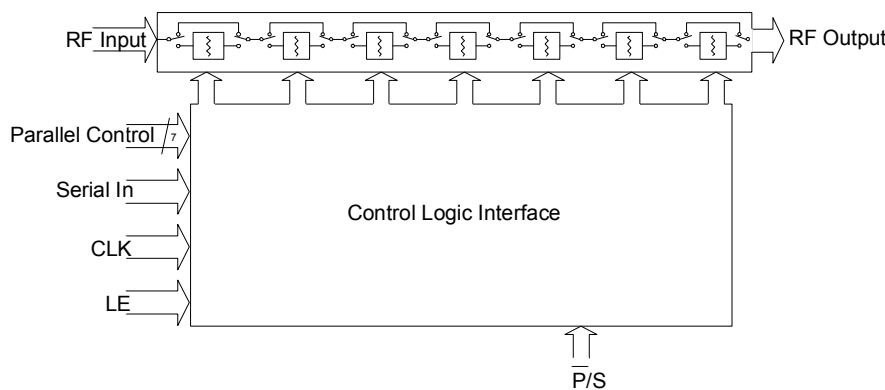 RF Input
RF Output
Parallel Control
7
Serial In
Control Logic Interface
CLK
LE
P̅/S